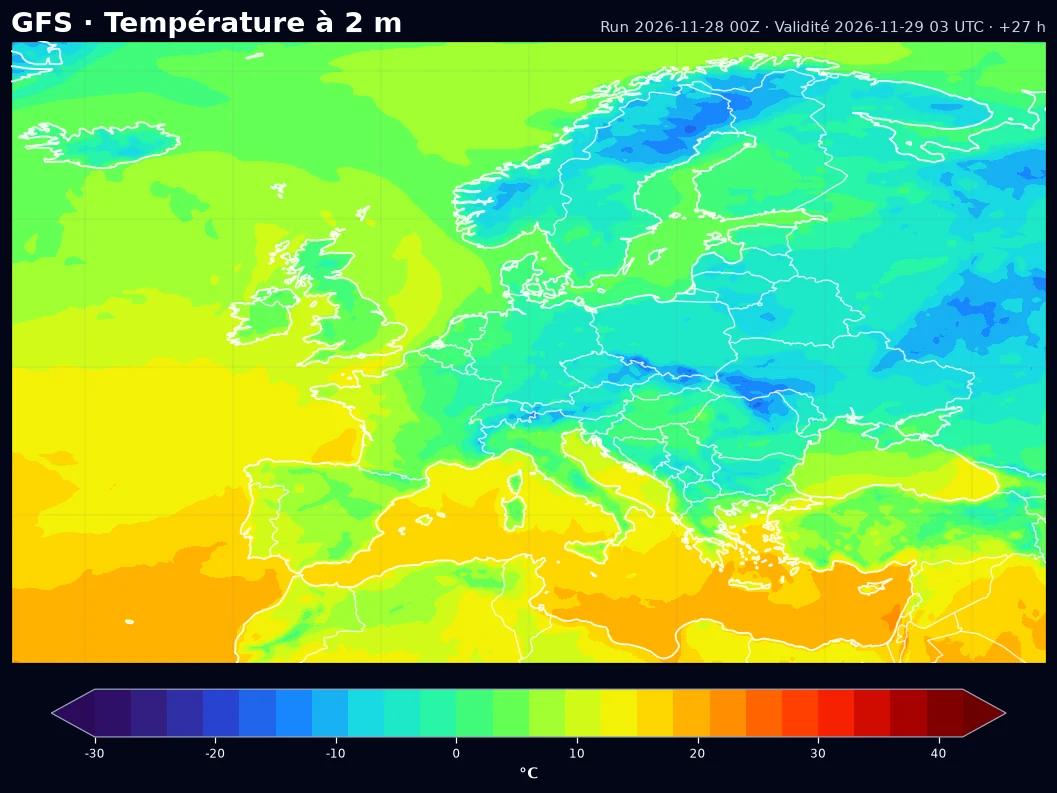 GFS · Température à 2 m
Run 2026-11-28 00Z · Validité 2026-11-29 03 UTC · +27 h
-30 -20 -10 0 10 20 30 40
°C